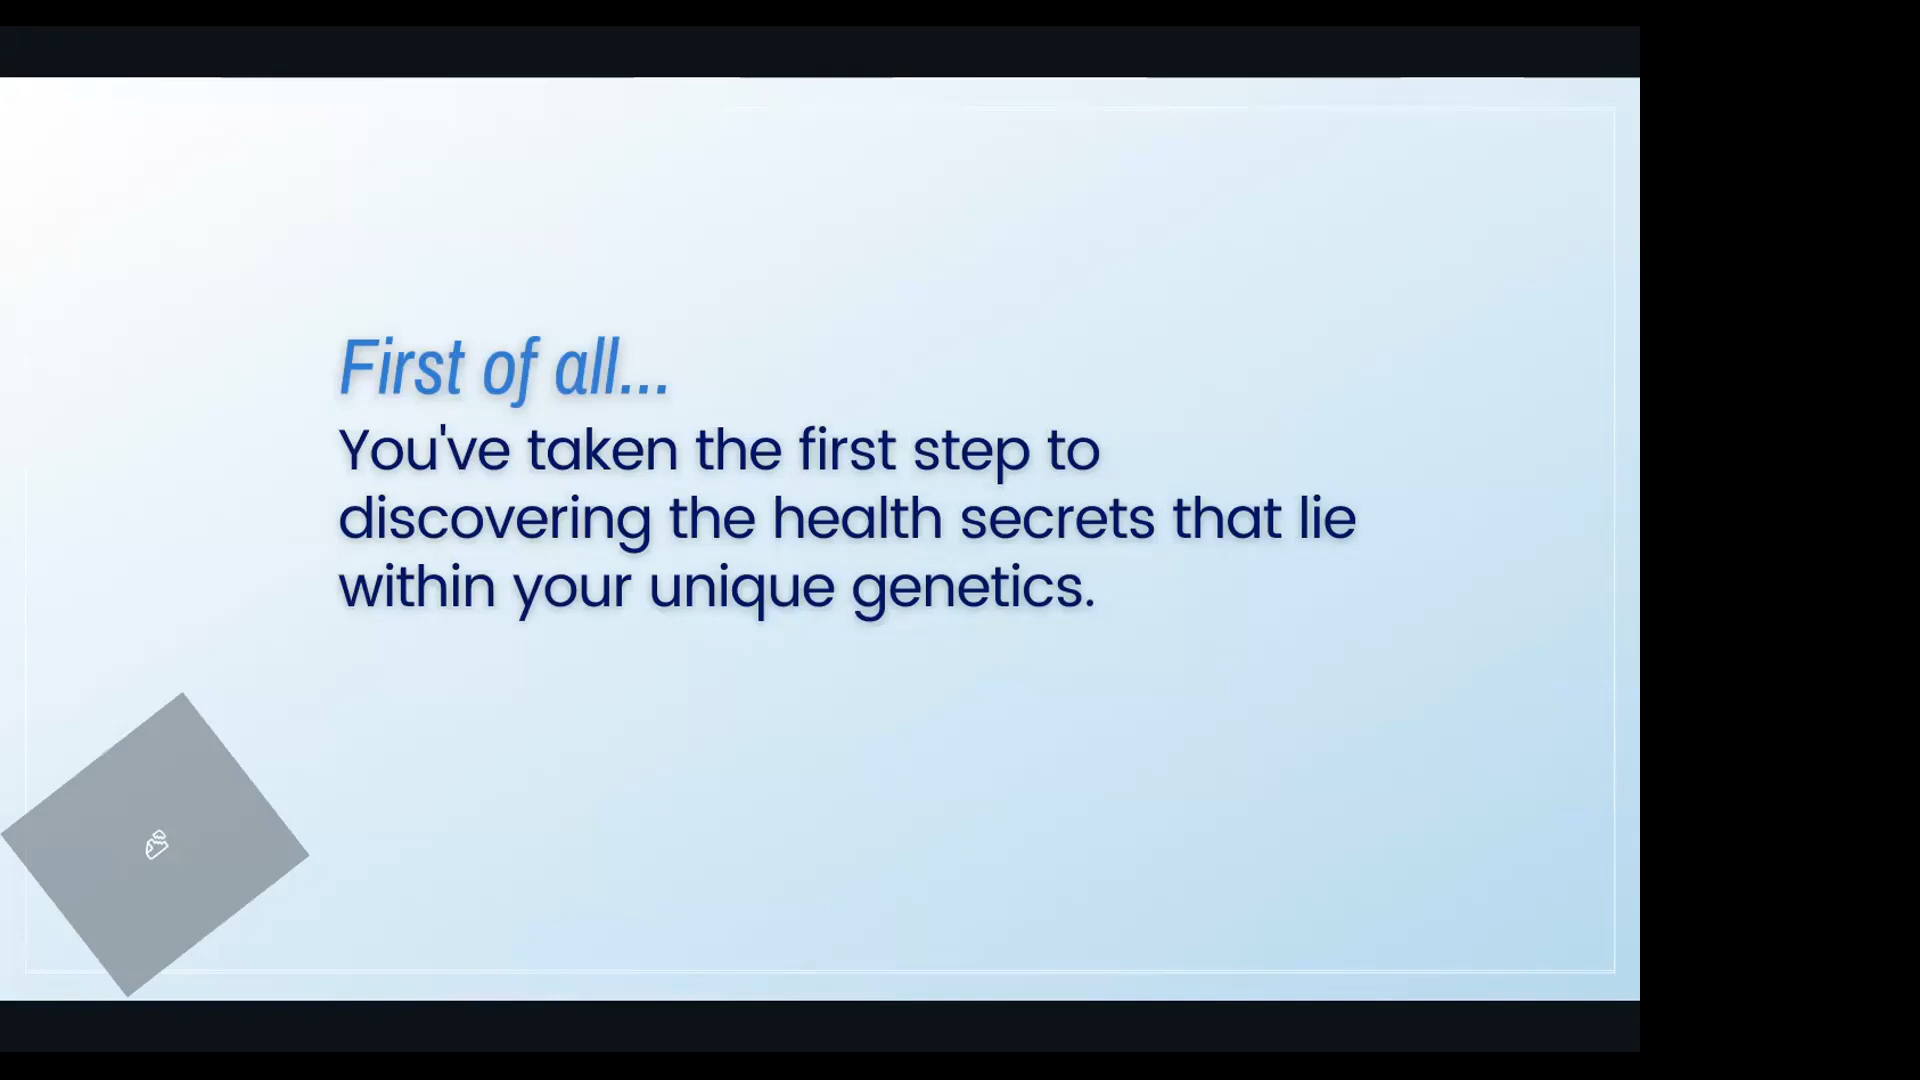 First of all...
You've taken the first step to
discovering the health secrets that lie
within your unique genetics.